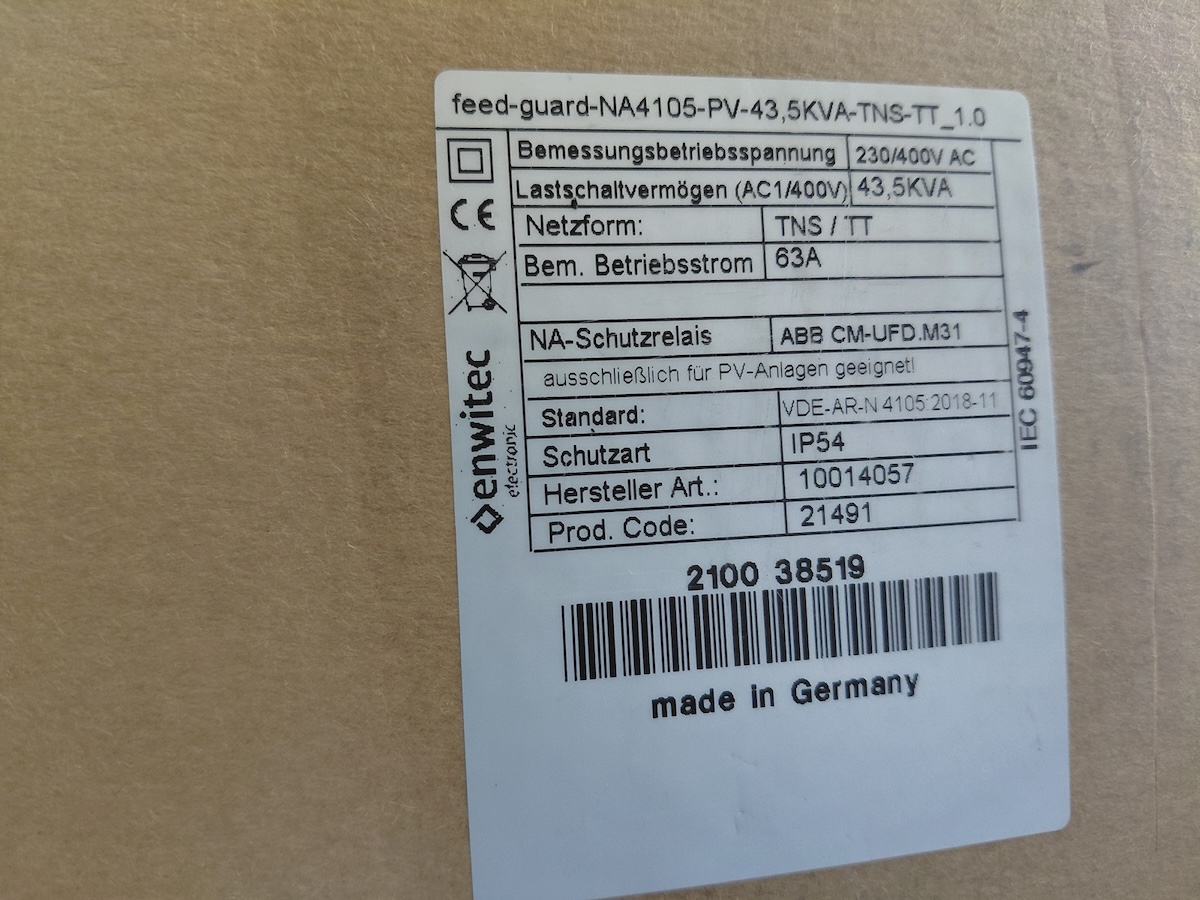 feed-guard-NA4105-PV-43,5KVA-TNS-TT_1.0
Bemessungsbetriebsspannung 230/400V AC
Lastschaltvermögen (AC1/400V) 43,5KVA
CE
Netzform: TNS / TT
Bem. Betriebsstrom 63A
NA-Schutzrelais ABB CM-UFD.M31
ausschließlich für PV-Anlagen geeignet!
Standard: VDE-AR-N 4105:2018-11
Schutzart IP54
Hersteller Art.: 10014057
Prod. Code: 21491
IEC 60947-4
enwitec
electronic
2100 38519
made in Germany